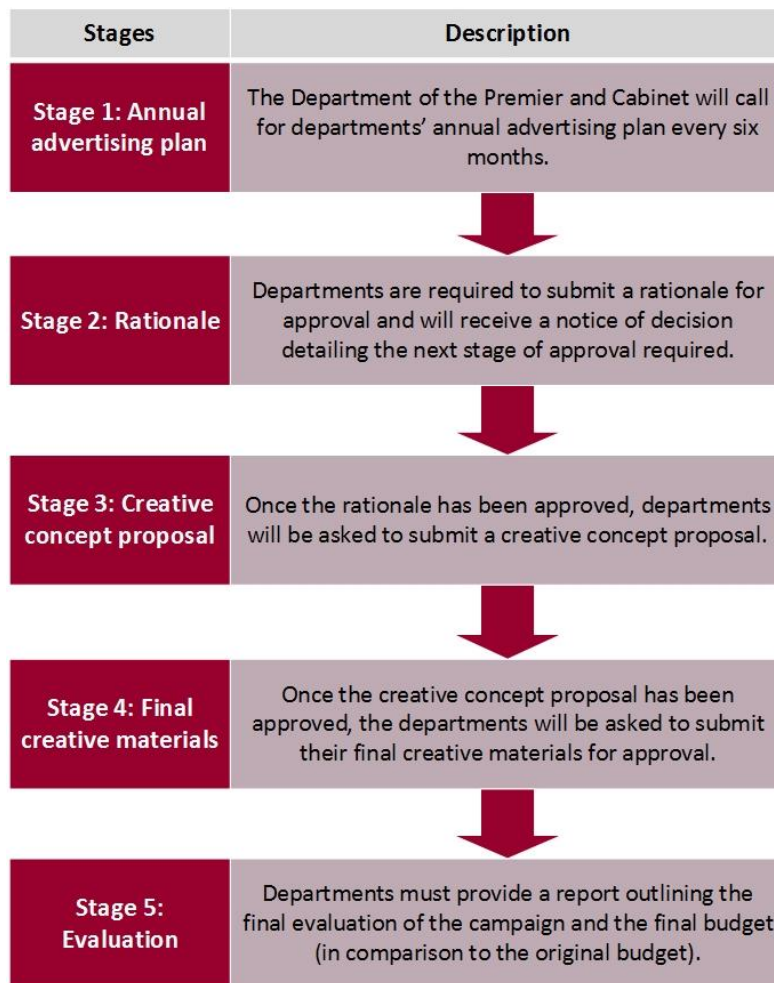 Stages
Description
Stage 1: Annual
advertising plan
The Department of the Premier and Cabinet will call
for departments’ annual advertising plan every six
months.
Stage 2: Rationale
Departments are required to submit a rationale for
approval and will receive a notice of decision
detailing the next stage of approval required.
Stage 3: Creative
concept proposal
Once the rationale has been approved, departments
will be asked to submit a creative concept proposal.
Stage 4: Final
creative materials
Once the creative concept proposal has been
approved, the departments will be asked to submit
their final creative materials for approval.
Stage 5:
Evaluation
Departments must provide a report outlining the
final evaluation of the campaign and the final budget
(in comparison to the original budget).